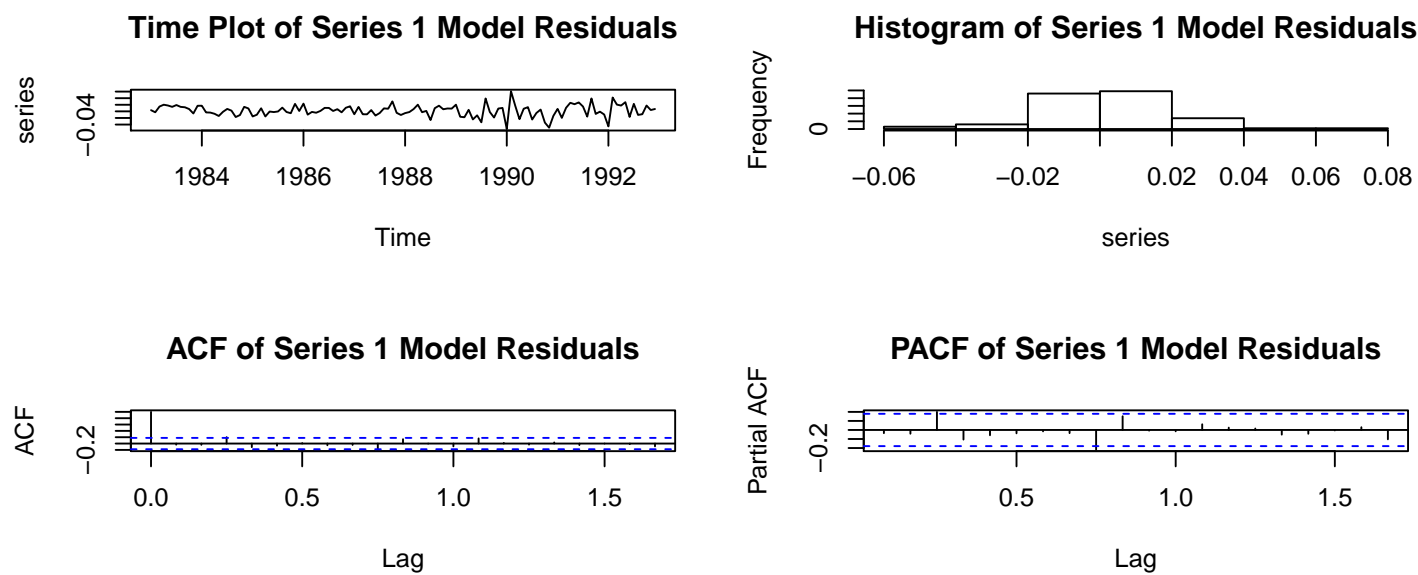 Time Plot of Series 1 Model Residuals
series
−0.04
1984 1986 1988 1990 1992
Time
Histogram of Series 1 Model Residuals
Frequency
0
−0.06 −0.02 0.02 0.04 0.06 0.08
series
ACF of Series 1 Model Residuals
ACF
−0.2
0.0 0.5 1.0 1.5
Lag
PACF of Series 1 Model Residuals
Partial ACF
−0.2
0.5 1.0 1.5
Lag